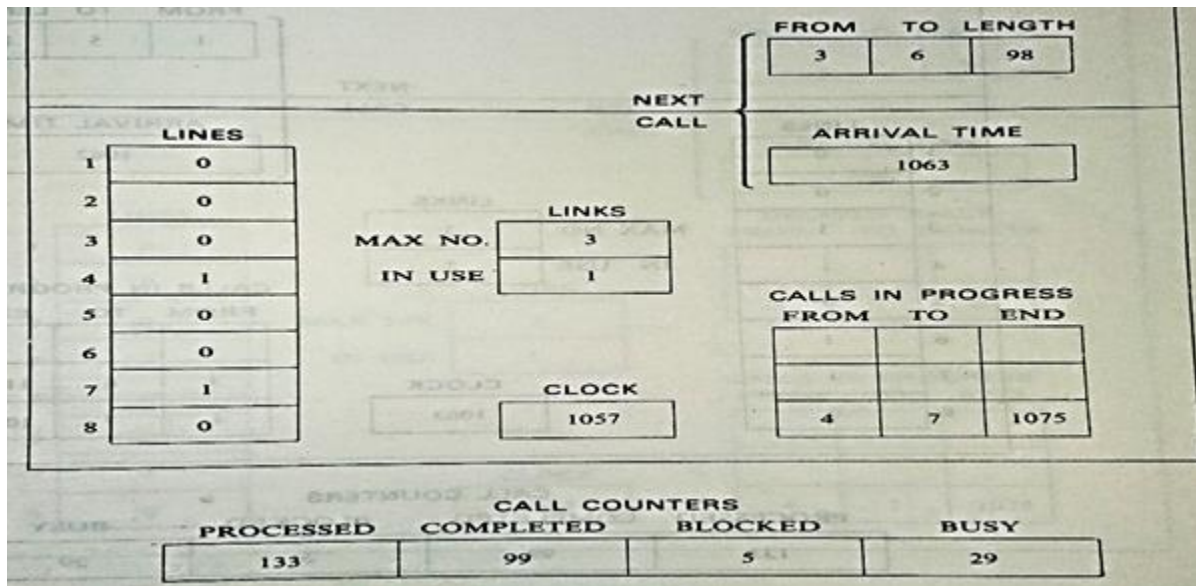 FROM TO LENGTH
3 6 98
NEXT CALL
ARRIVAL TIME
1063
LINES
1 0
2 0
3 0
4 1
5 0
6 0
7 1
8 0
LINKS
MAX NO. 3
IN USE 1
CLOCK
1057
CALLS IN PROGRESS
FROM TO END
4 7 1075
CALL COUNTERS
PROCESSED COMPLETED BLOCKED BUSY
133 99 5 29